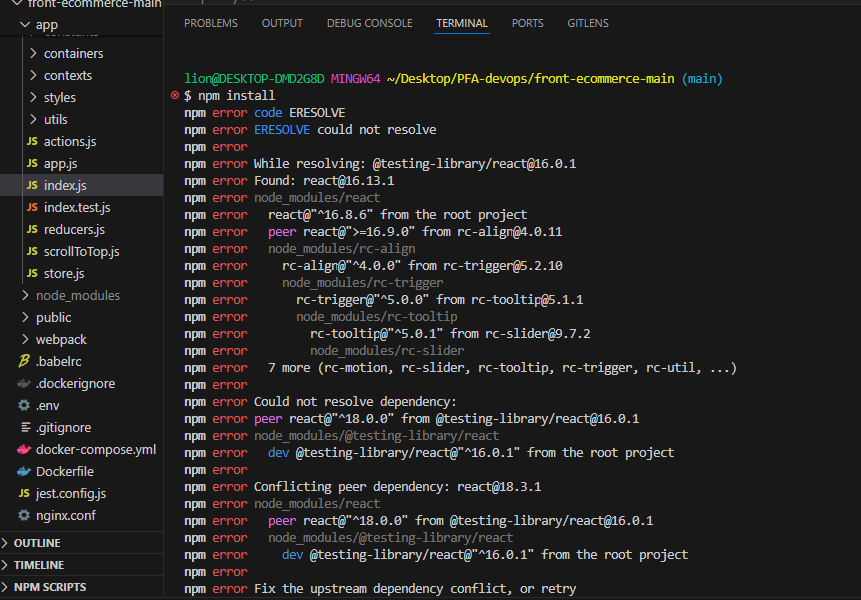 front-ecommerce-main
app
containers
contexts
styles
utils
JS actions.js
JS app.js
JS index.js
JS index.test.js
JS reducers.js
JS scrollToTop.js
JS store.js
node_modules
public
webpack
.babelrc
.dockerignore
.env
.gitignore
docker-compose.yml
Dockerfile
JS jest.config.js
nginx.conf
OUTLINE
TIMELINE
NPM SCRIPTS
PROBLEMS OUTPUT DEBUG CONSOLE TERMINAL PORTS GITLENS
lion@DESKTOP-DMD2G8D MINGW64 ~/Desktop/PFA-devops/front-ecommerce-main (main)
$ npm install
npm error code ERESOLVE
npm error ERESOLVE could not resolve
npm error
npm error While resolving: @testing-library/react@16.0.1
npm error Found: react@16.13.1
npm error node_modules/react
npm error   react@"^16.8.6" from the root project
npm error   peer react@">=16.9.0" from rc-align@4.0.11
npm error   node_modules/rc-align
npm error     rc-align@"^4.0.0" from rc-trigger@5.2.10
npm error     node_modules/rc-trigger
npm error       rc-trigger@"^5.0.0" from rc-tooltip@5.1.1
npm error       node_modules/rc-tooltip
npm error         rc-tooltip@"^5.0.1" from rc-slider@9.7.2
npm error         node_modules/rc-slider
npm error   7 more (rc-motion, rc-slider, rc-tooltip, rc-trigger, rc-util, ...)
npm error
npm error Could not resolve dependency:
npm error peer react@"^18.0.0" from @testing-library/react@16.0.1
npm error node_modules/@testing-library/react
npm error   dev @testing-library/react@"^16.0.1" from the root project
npm error
npm error Conflicting peer dependency: react@18.3.1
npm error node_modules/react
npm error   peer react@"^18.0.0" from @testing-library/react@16.0.1
npm error   node_modules/@testing-library/react
npm error     dev @testing-library/react@"^16.0.1" from the root project
npm error
npm error Fix the upstream dependency conflict, or retry